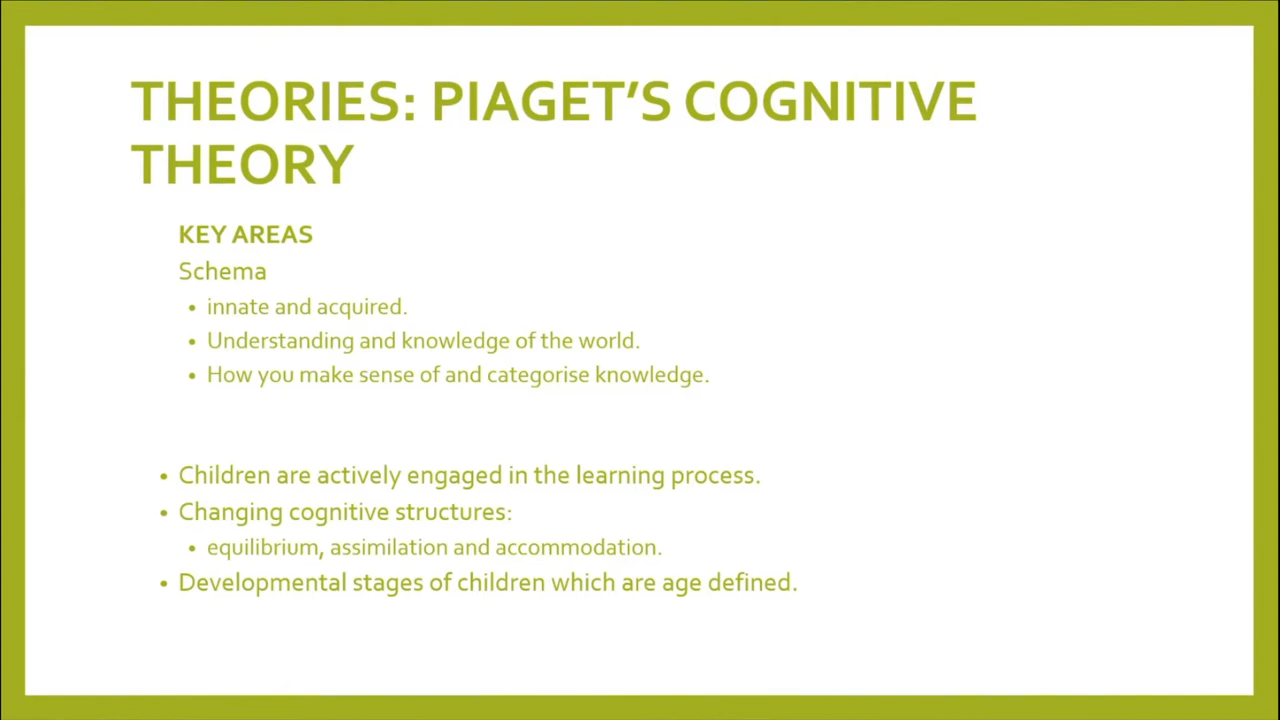 THEORIES: PIAGET’S COGNITIVE
THEORY
KEY AREAS
Schema
• innate and acquired.
• Understanding and knowledge of the world.
• How you make sense of and categorise knowledge.
• Children are actively engaged in the learning process.
• Changing cognitive structures:
• equilibrium, assimilation and accommodation.
• Developmental stages of children which are age defined.